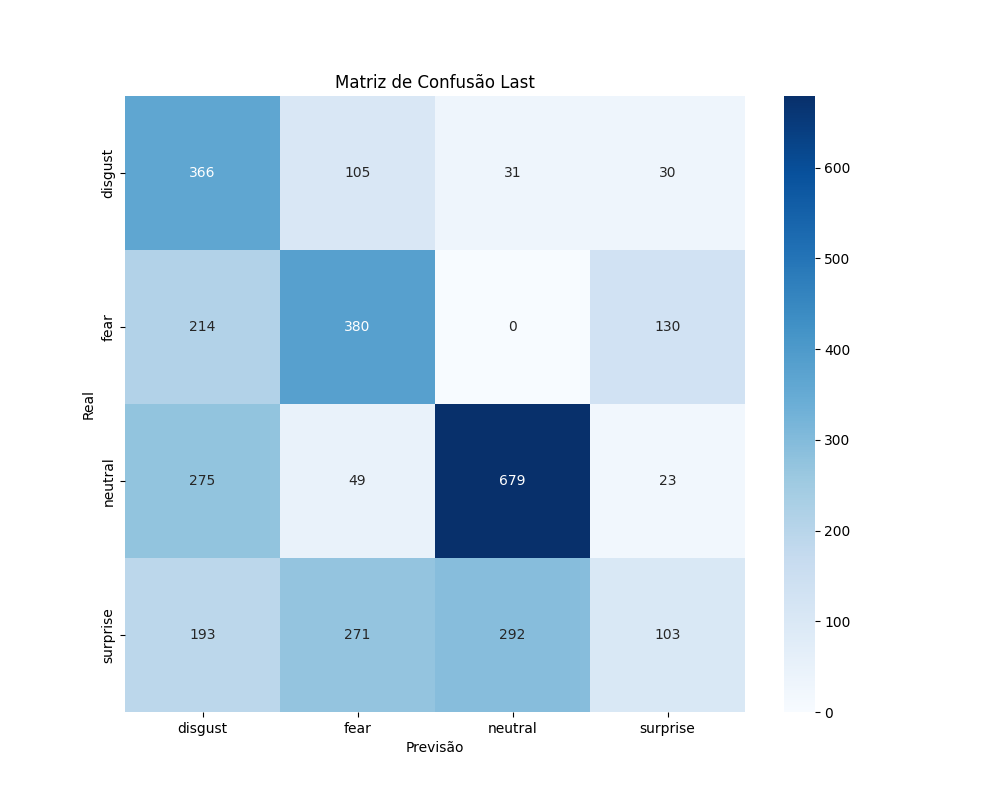 Matriz de Confusão Last
Real
disgust
366 105 31 30
fear
214 380 0 130
neutral
275 49 679 23
surprise
193 271 292 103
disgust fear neutral surprise
Previsão
600
500
400
300
200
100
0